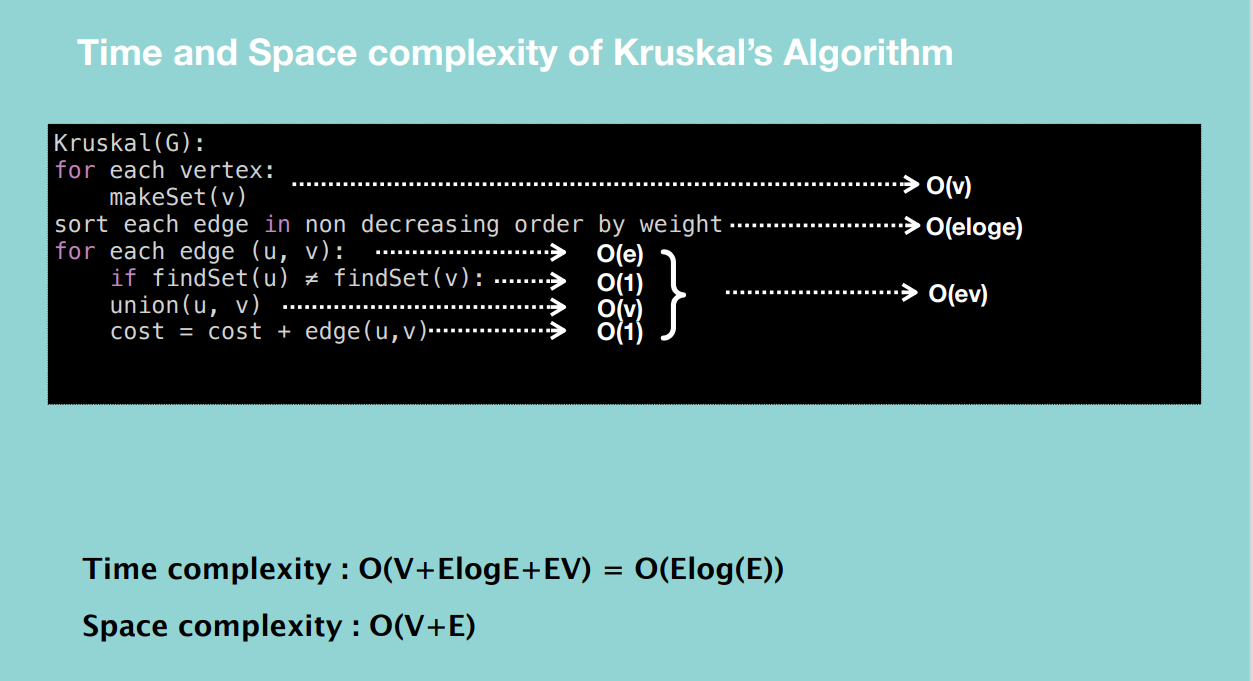 Time and Space complexity of Kruskal’s Algorithm
Kruskal(G):
for each vertex:
makeSet(v)
O(v)
sort each edge in non decreasing order by weight
O(eloge)
for each edge (u, v):
O(e)
if findSet(u) ≠ findSet(v):
O(1)
O(ev)
union(u, v)
O(v)
cost = cost + edge(u,v)
O(1)
Time complexity : O(V+ElogE+EV) = O(Elog(E))
Space complexity : O(V+E)